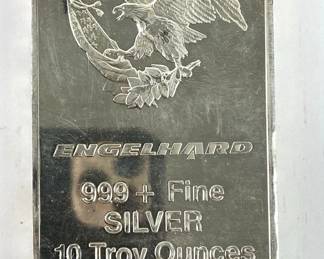 ENGELHARD
999 + Fine
SILVER
10 Troy Ounces